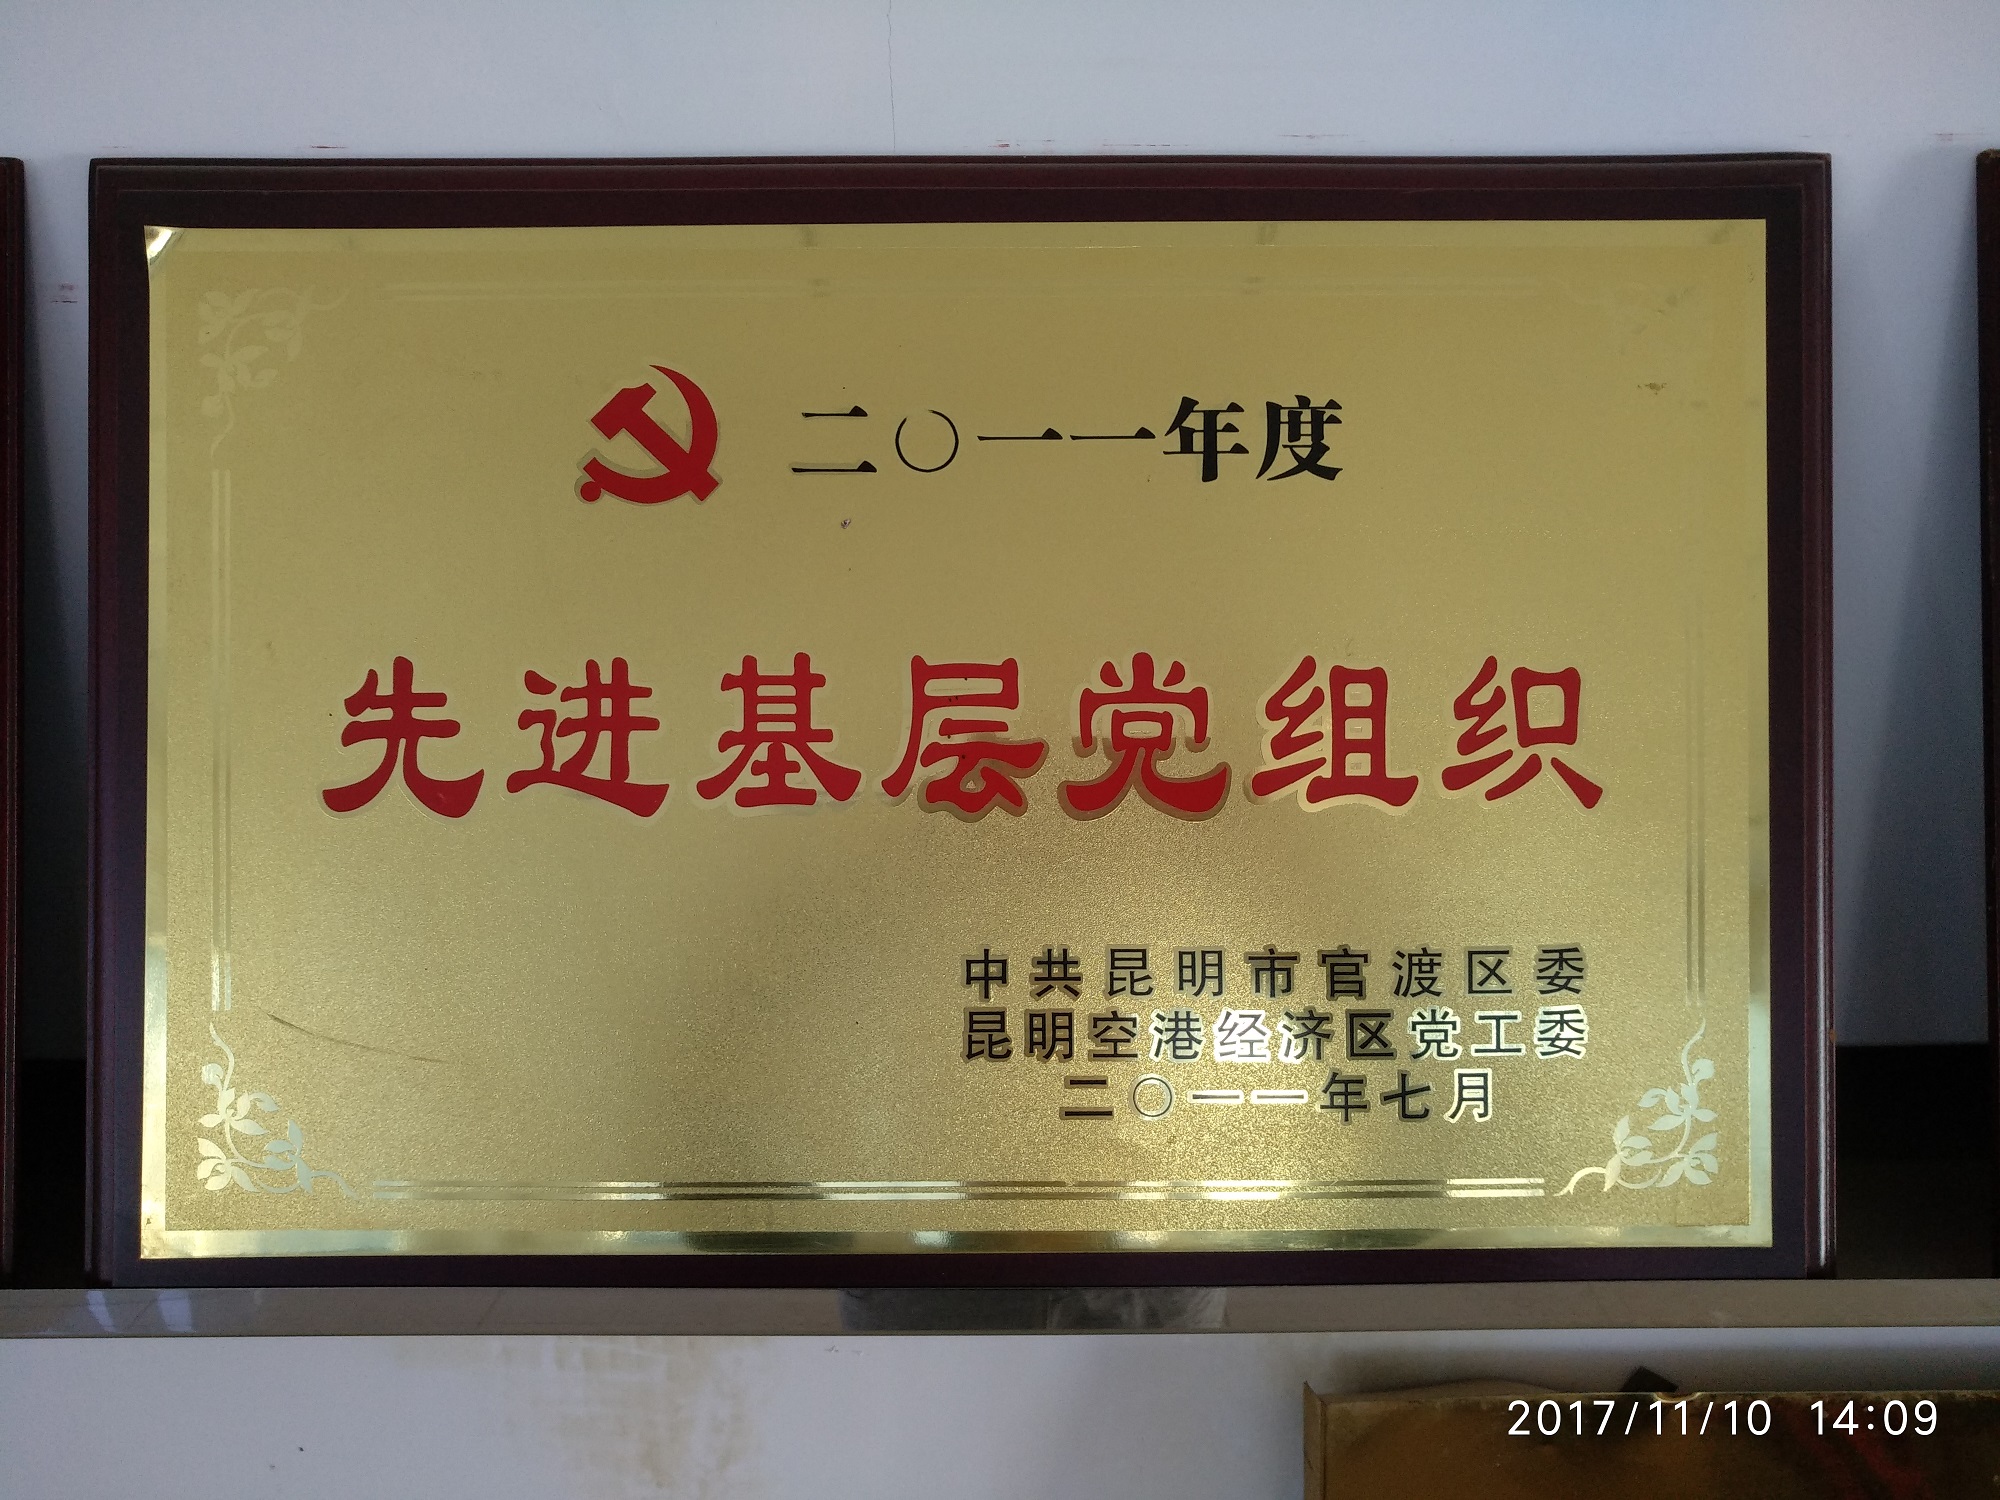 二〇一一年度
先进基层党组织
中共昆明市官渡区委
昆明空港经济区党工委
二〇一一年七月
2017/11/10 14:09